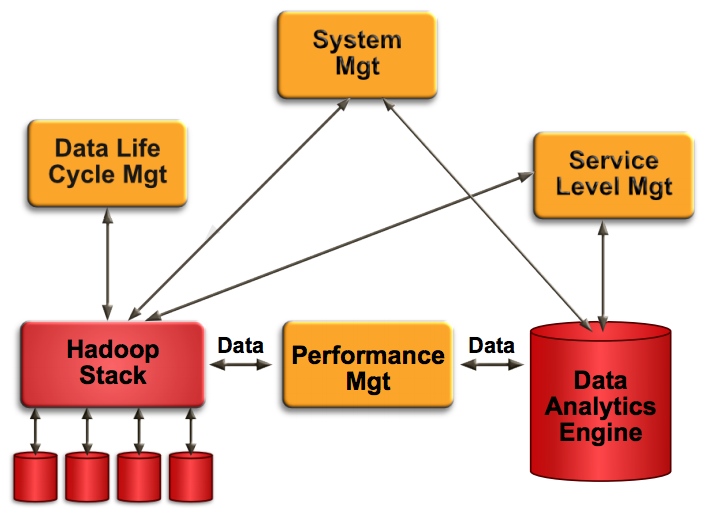 System
Mgt
Data Life
Cycle Mgt
Service
Level Mgt
Hadoop
Stack
Data
Performance
Mgt
Data
Data
Analytics
Engine